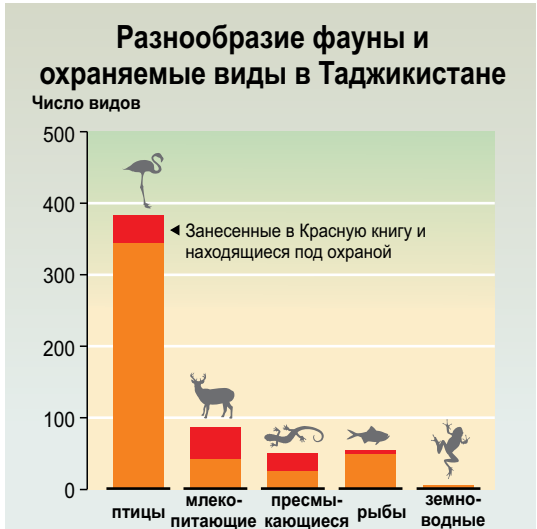 Разнообразие фауны и
охраняемые виды в Таджикистане
Число видов
500
400
◄ Занесенные в Красную книгу и
находящиеся под охраной
300
200
100
0
птицы
млеко-
питающие
пресмы-
кающиеся
рыбы
земно-
водные